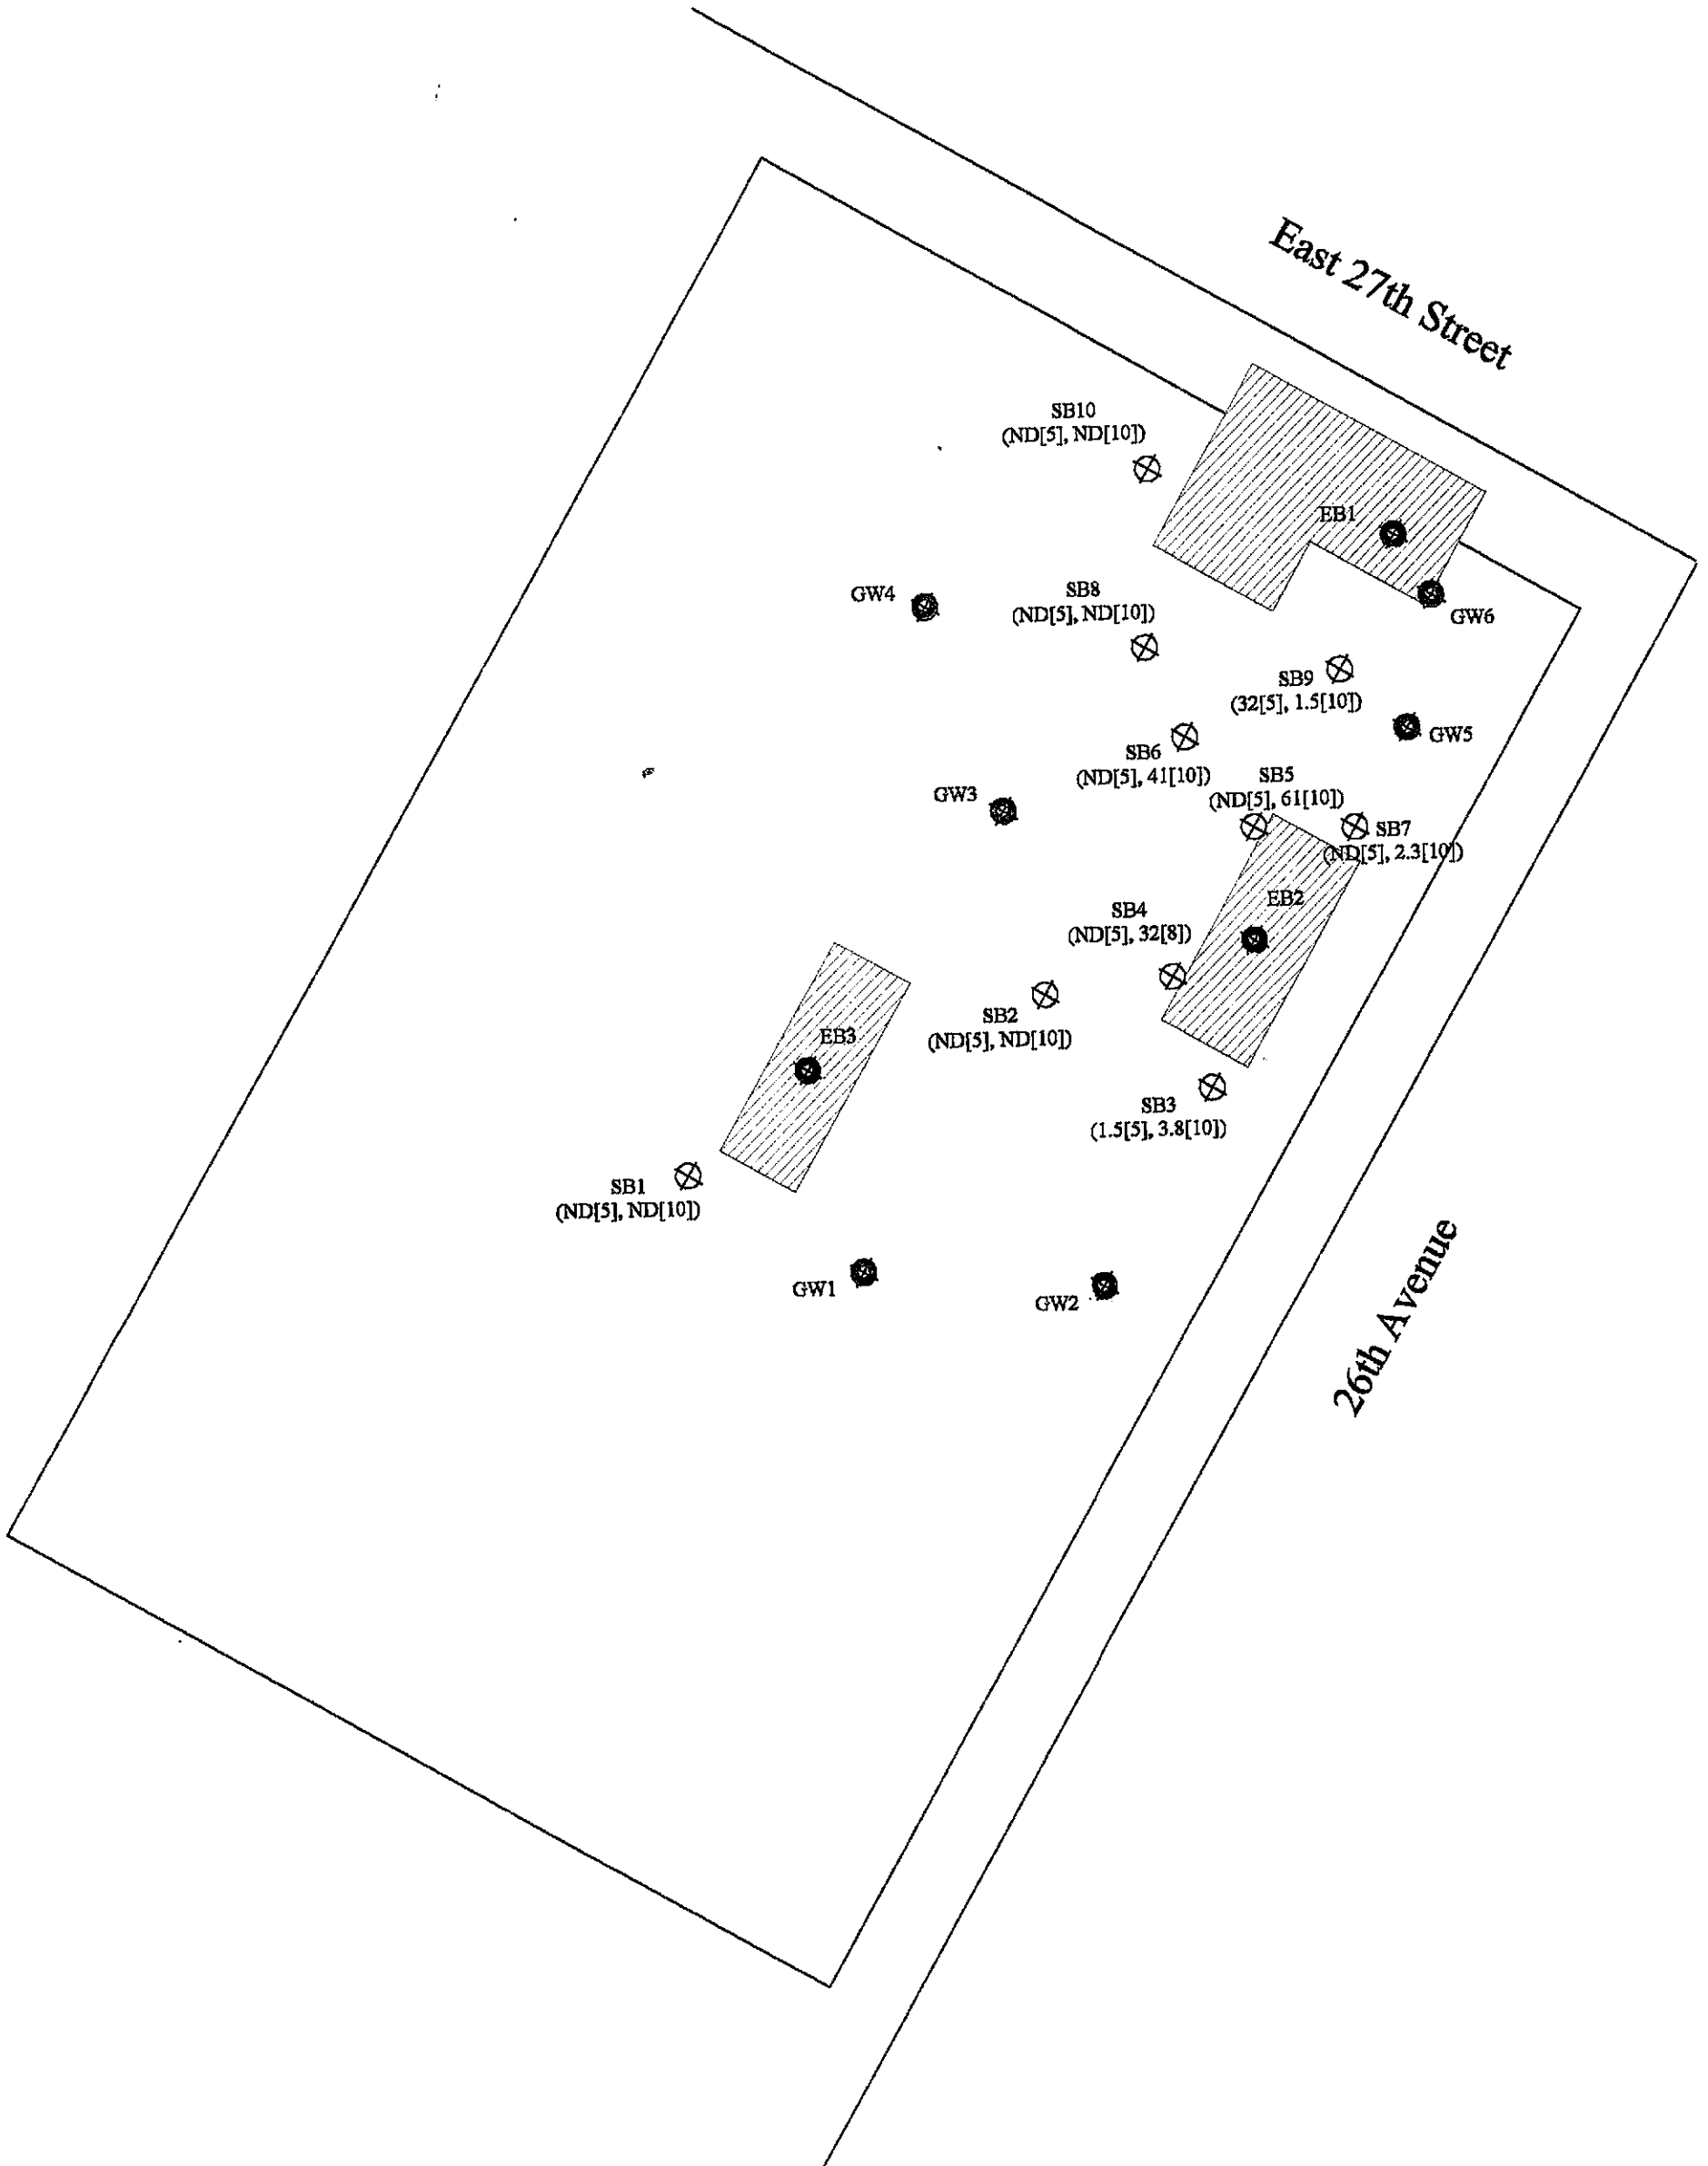 East 27th Street
SB10
(ND[5], ND[10])
EB1
SB8
(ND[5], ND[10])
GW4
GW6
SB9
(32[5], 1.5[10])
GW5
SB6
(ND[5], 41[10])
SB5
(ND[5], 61[10])
GW3
SB7
(ND[5], 2.3[10])
EB2
SB4
(ND[5], 32[8])
SB2
(ND[5], ND[10])
EB3
SB3
(1.5[5], 3.8[10])
SB1
(ND[5], ND[10])
GW1
GW2
26th Avenue